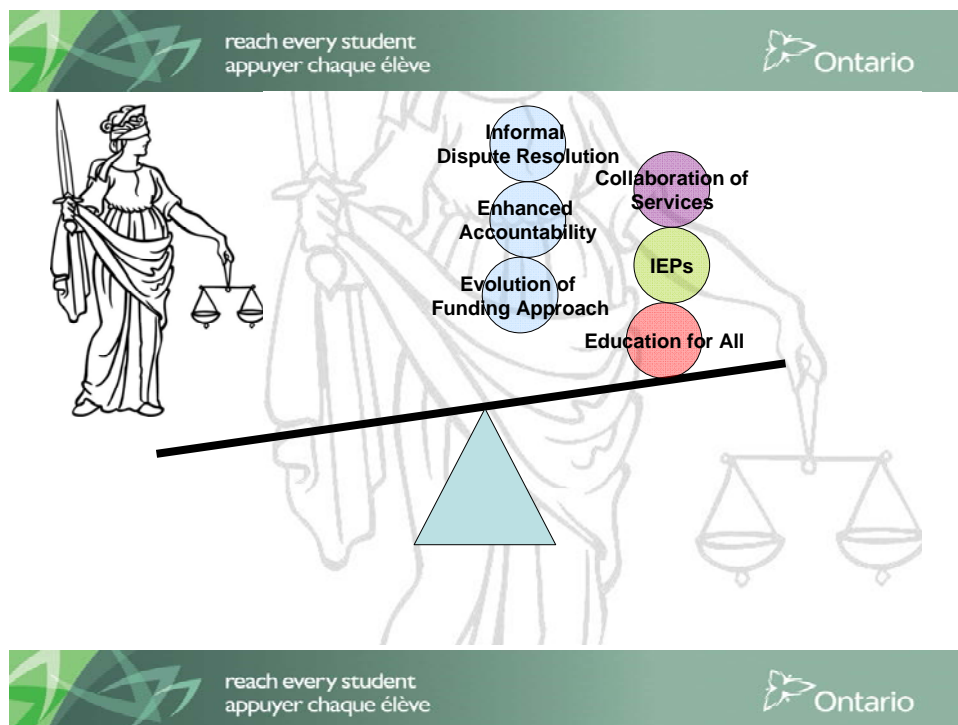 reach every student
appuyer chaque élève
Ontario
Informal
Dispute Resolution
Enhanced
Accountability
Evolution of
Funding Approach
Collaboration of
Services
IEPs
Education for All
reach every student
appuyer chaque élève
Ontario